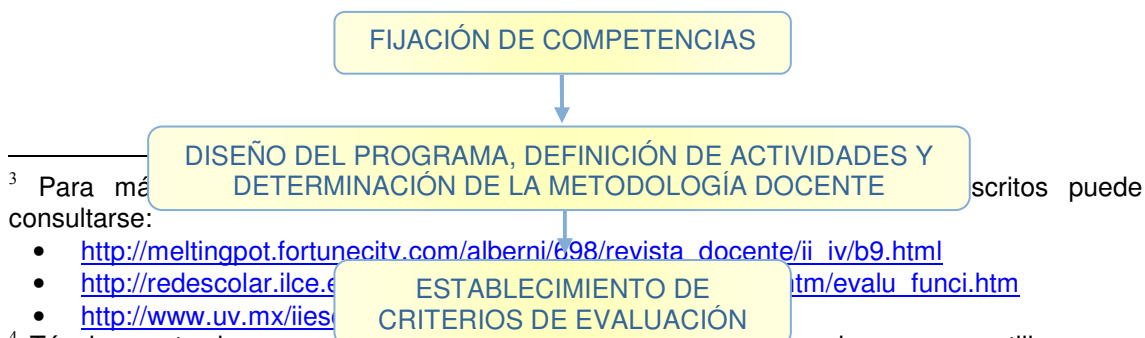 FIJACIÓN DE COMPETENCIAS
DISEÑO DEL PROGRAMA, DEFINICIÓN DE ACTIVIDADES Y
DETERMINACIÓN DE LA METODOLOGÍA DOCENTE
3 Para má scritos puede
consultarse:
• http://meltingpot.fortunecity.com/alberni/698/revista_docente/ii_iv/b9.html
• http://redescolar.ilce.e tm/evalu_funci.htm
• http://www.uv.mx/iies
ESTABLECIMIENTO DE
CRITERIOS DE EVALUACIÓN
4